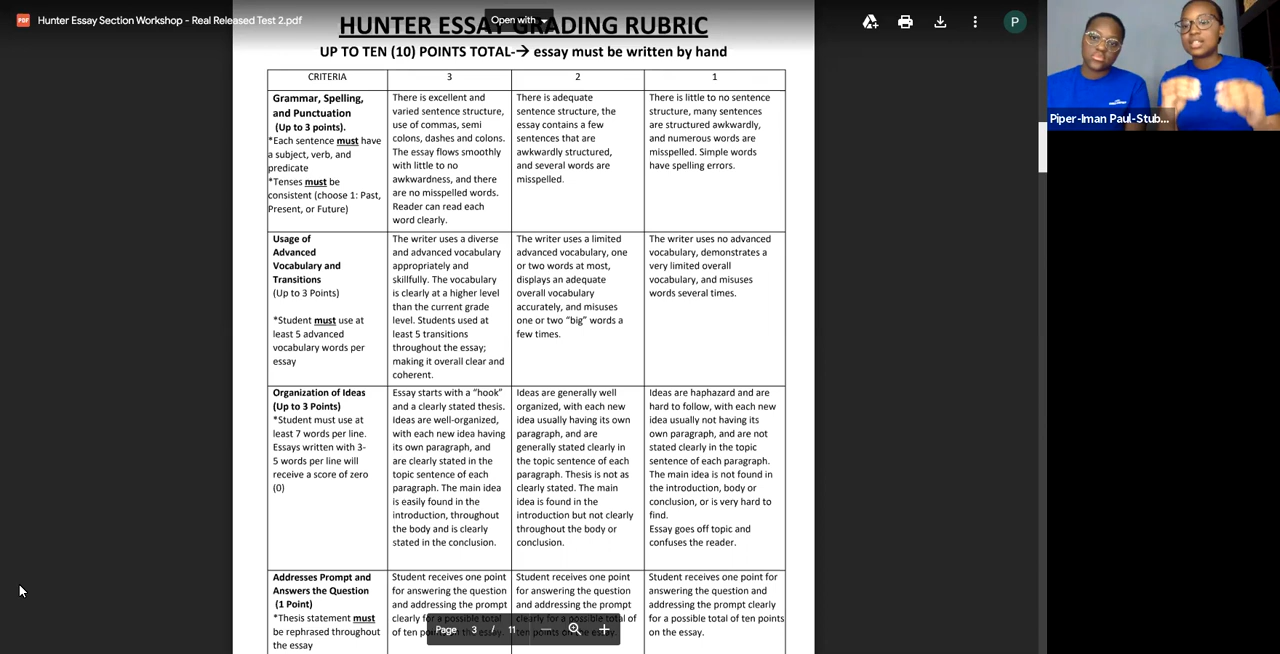 Hunter Essay Section Workshop - Real Released Test 2.pdf
Open with
P
HUNTER ESSAY GRADING RUBRIC
UP TO TEN (10) POINTS TOTAL-→ essay must be written by hand
Piper-Iman Paul-Stub...
CRITERIA
3
2
1
Grammar, Spelling,
and Punctuation
(Up to 3 points).
*Each sentence must have
a subject, verb, and
predicate
*Tenses must be
consistent (choose 1: Past,
Present, or Future)
There is excellent and
varied sentence structure,
use of commas, semi
colons, dashes and colons.
The essay flows smoothly
with little to no
awkwardness, and there
are no misspelled words.
Reader can read each
word clearly.
There is adequate
sentence structure, the
essay contains a few
sentences that are
awkwardly structured,
and several words are
misspelled.
There is little to no sentence
structure, many sentences
are structured awkwardly,
and numerous words are
misspelled. Simple words
have spelling errors.
Usage of
Advanced
Vocabulary and
Transitions
(Up to 3 Points)
*Student must use at
least 5 advanced
vocabulary words per
essay
The writer uses a diverse
and advanced vocabulary
appropriately and
skillfully. The vocabulary
is clearly at a higher level
than the current grade
level. Students used at
least 5 transitions
throughout the essay;
making it overall clear and
coherent.
The writer uses a limited
advanced vocabulary, one
or two words at most,
displays an adequate
overall vocabulary
accurately, and misuses
one or two “big” words a
few times.
The writer uses no advanced
vocabulary, demonstrates a
very limited overall
vocabulary, and misuses
words several times.
Organization of Ideas
(Up to 3 Points)
*Student must use at
least 7 words per line.
Essays written with 3-
5 words per line will
receive a score of zero
(0)
Essay starts with a “hook”
and a clearly stated thesis.
Ideas are well-organized,
with each new idea having
its own paragraph, and
are clearly stated in the
topic sentence of each
paragraph. The main idea
is easily found in the
introduction, throughout
the body and is clearly
stated in the conclusion.
Ideas are generally well
organized, with each new
idea usually having its own
paragraph, and are
generally stated clearly in
the topic sentence of each
paragraph. Thesis is not as
clearly stated. The main
idea is found in the
introduction but not clearly
throughout the body or
conclusion.
Ideas are haphazard and are
hard to follow, with each new
idea usually not having its
own paragraph, and are not
stated clearly in the topic
sentence of each paragraph.
The main idea is not found in
the introduction, body or
conclusion, or is very hard to
find.
Essay goes off topic and
confuses the reader.
Addresses Prompt and
Answers the Question
(1 Point)
*Thesis statement must
be rephrased throughout
the essay
Student receives one point
for answering the question
and addressing the prompt
clearly for a possible total
of ten points on the essay.
Student receives one point
for answering the question
and addressing the prompt
clearly for a possible total of
ten points on the essay.
Student receives one point for
answering the question and
addressing the prompt clearly
for a possible total of ten points
on the essay.
Page 3 / 11